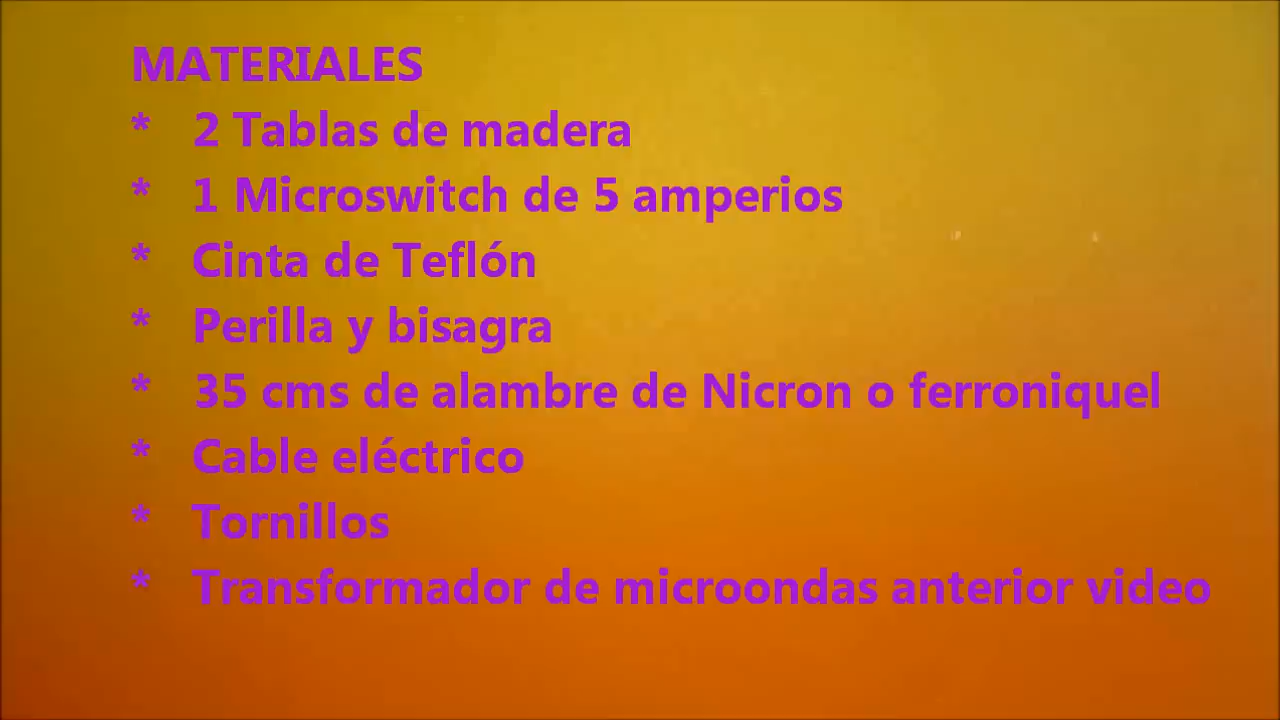 MATERIALES
* 2 Tablas de madera
* 1 Microswitch de 5 amperios
* Cinta de Teflón
* Perilla y bisagra
* 35 cms de alambre de Nicron o ferroniquel
* Cable eléctrico
* Tornillos
* Transformador de microondas anterior video